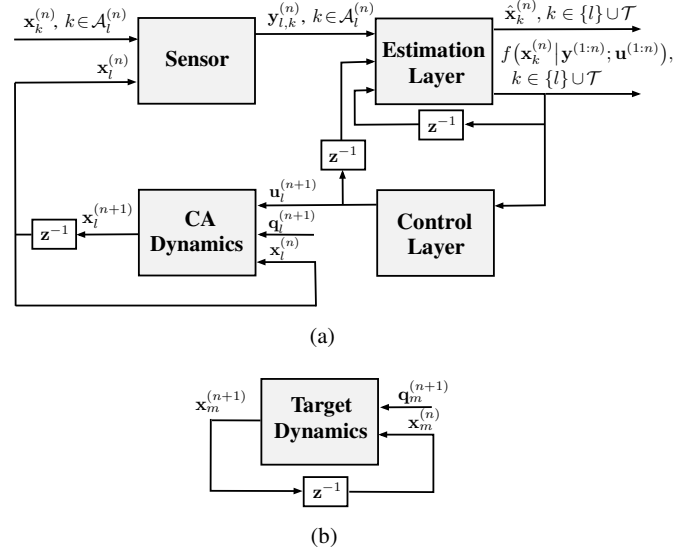 𝐱_k^{(n)}, k∈𝒜_l^{(n)}
𝐲_{l,k}^{(n)}, k∈𝒜_l^{(n)}
𝐱̂_k^{(n)}, k ∈ {l} ∪ 𝒯
𝐱_l^{(n)}
Sensor
Estimation
Layer
f(𝐱_k^{(n)} | 𝐲^{(1:n)}; 𝐮^{(1:n)}),
k ∈ {l} ∪ 𝒯
𝐳^{−1}
𝐳^{−1}
𝐱_l^{(n+1)}
𝐳^{−1}
CA
Dynamics
𝐮_l^{(n+1)}
𝐪_l^{(n+1)}
𝐱_l^{(n)}
Control
Layer
(a)
𝐱_m^{(n+1)}
Target
Dynamics
𝐪_m^{(n+1)}
𝐱_m^{(n)}
𝐳^{−1}
(b)